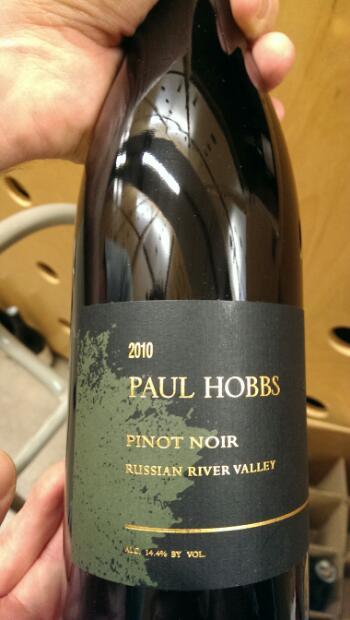 2010
PAUL HOBBS
PINOT NOIR
RUSSIAN RIVER VALLEY
ALC. 14.4% BY VOL.